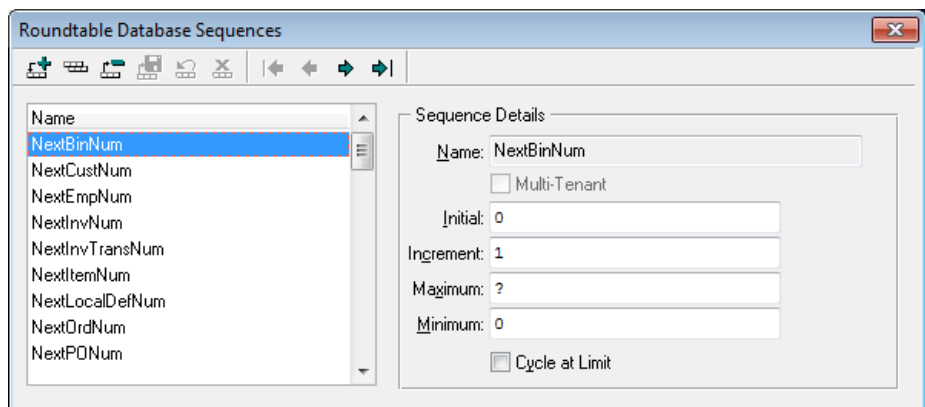 Roundtable Database Sequences
Name
NextBinNum
NextCustNum
NextEmpNum
NextInvNum
NextInvTransNum
NextItemNum
NextLocalDefNum
NextOrdNum
NextPONum
Sequence Details
Name: NextBinNum
Multi-Tenant
Initial: 0
Increment: 1
Maximum: ?
Minimum: 0
Cycle at Limit